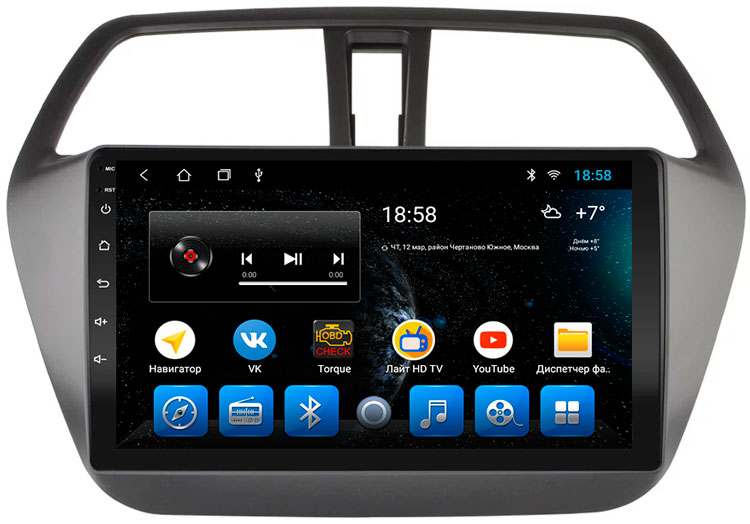 MIC
18:58
RST
18:58
+7°
ЧТ, 12 мар, район Чертаново Южное, Москва
Днём +8°
Ночью +5°
0:00
0:00
OBD
CHECK
Навигатор
VK
Torque
Лайт HD TV
YouTube
Диспетчер фа..